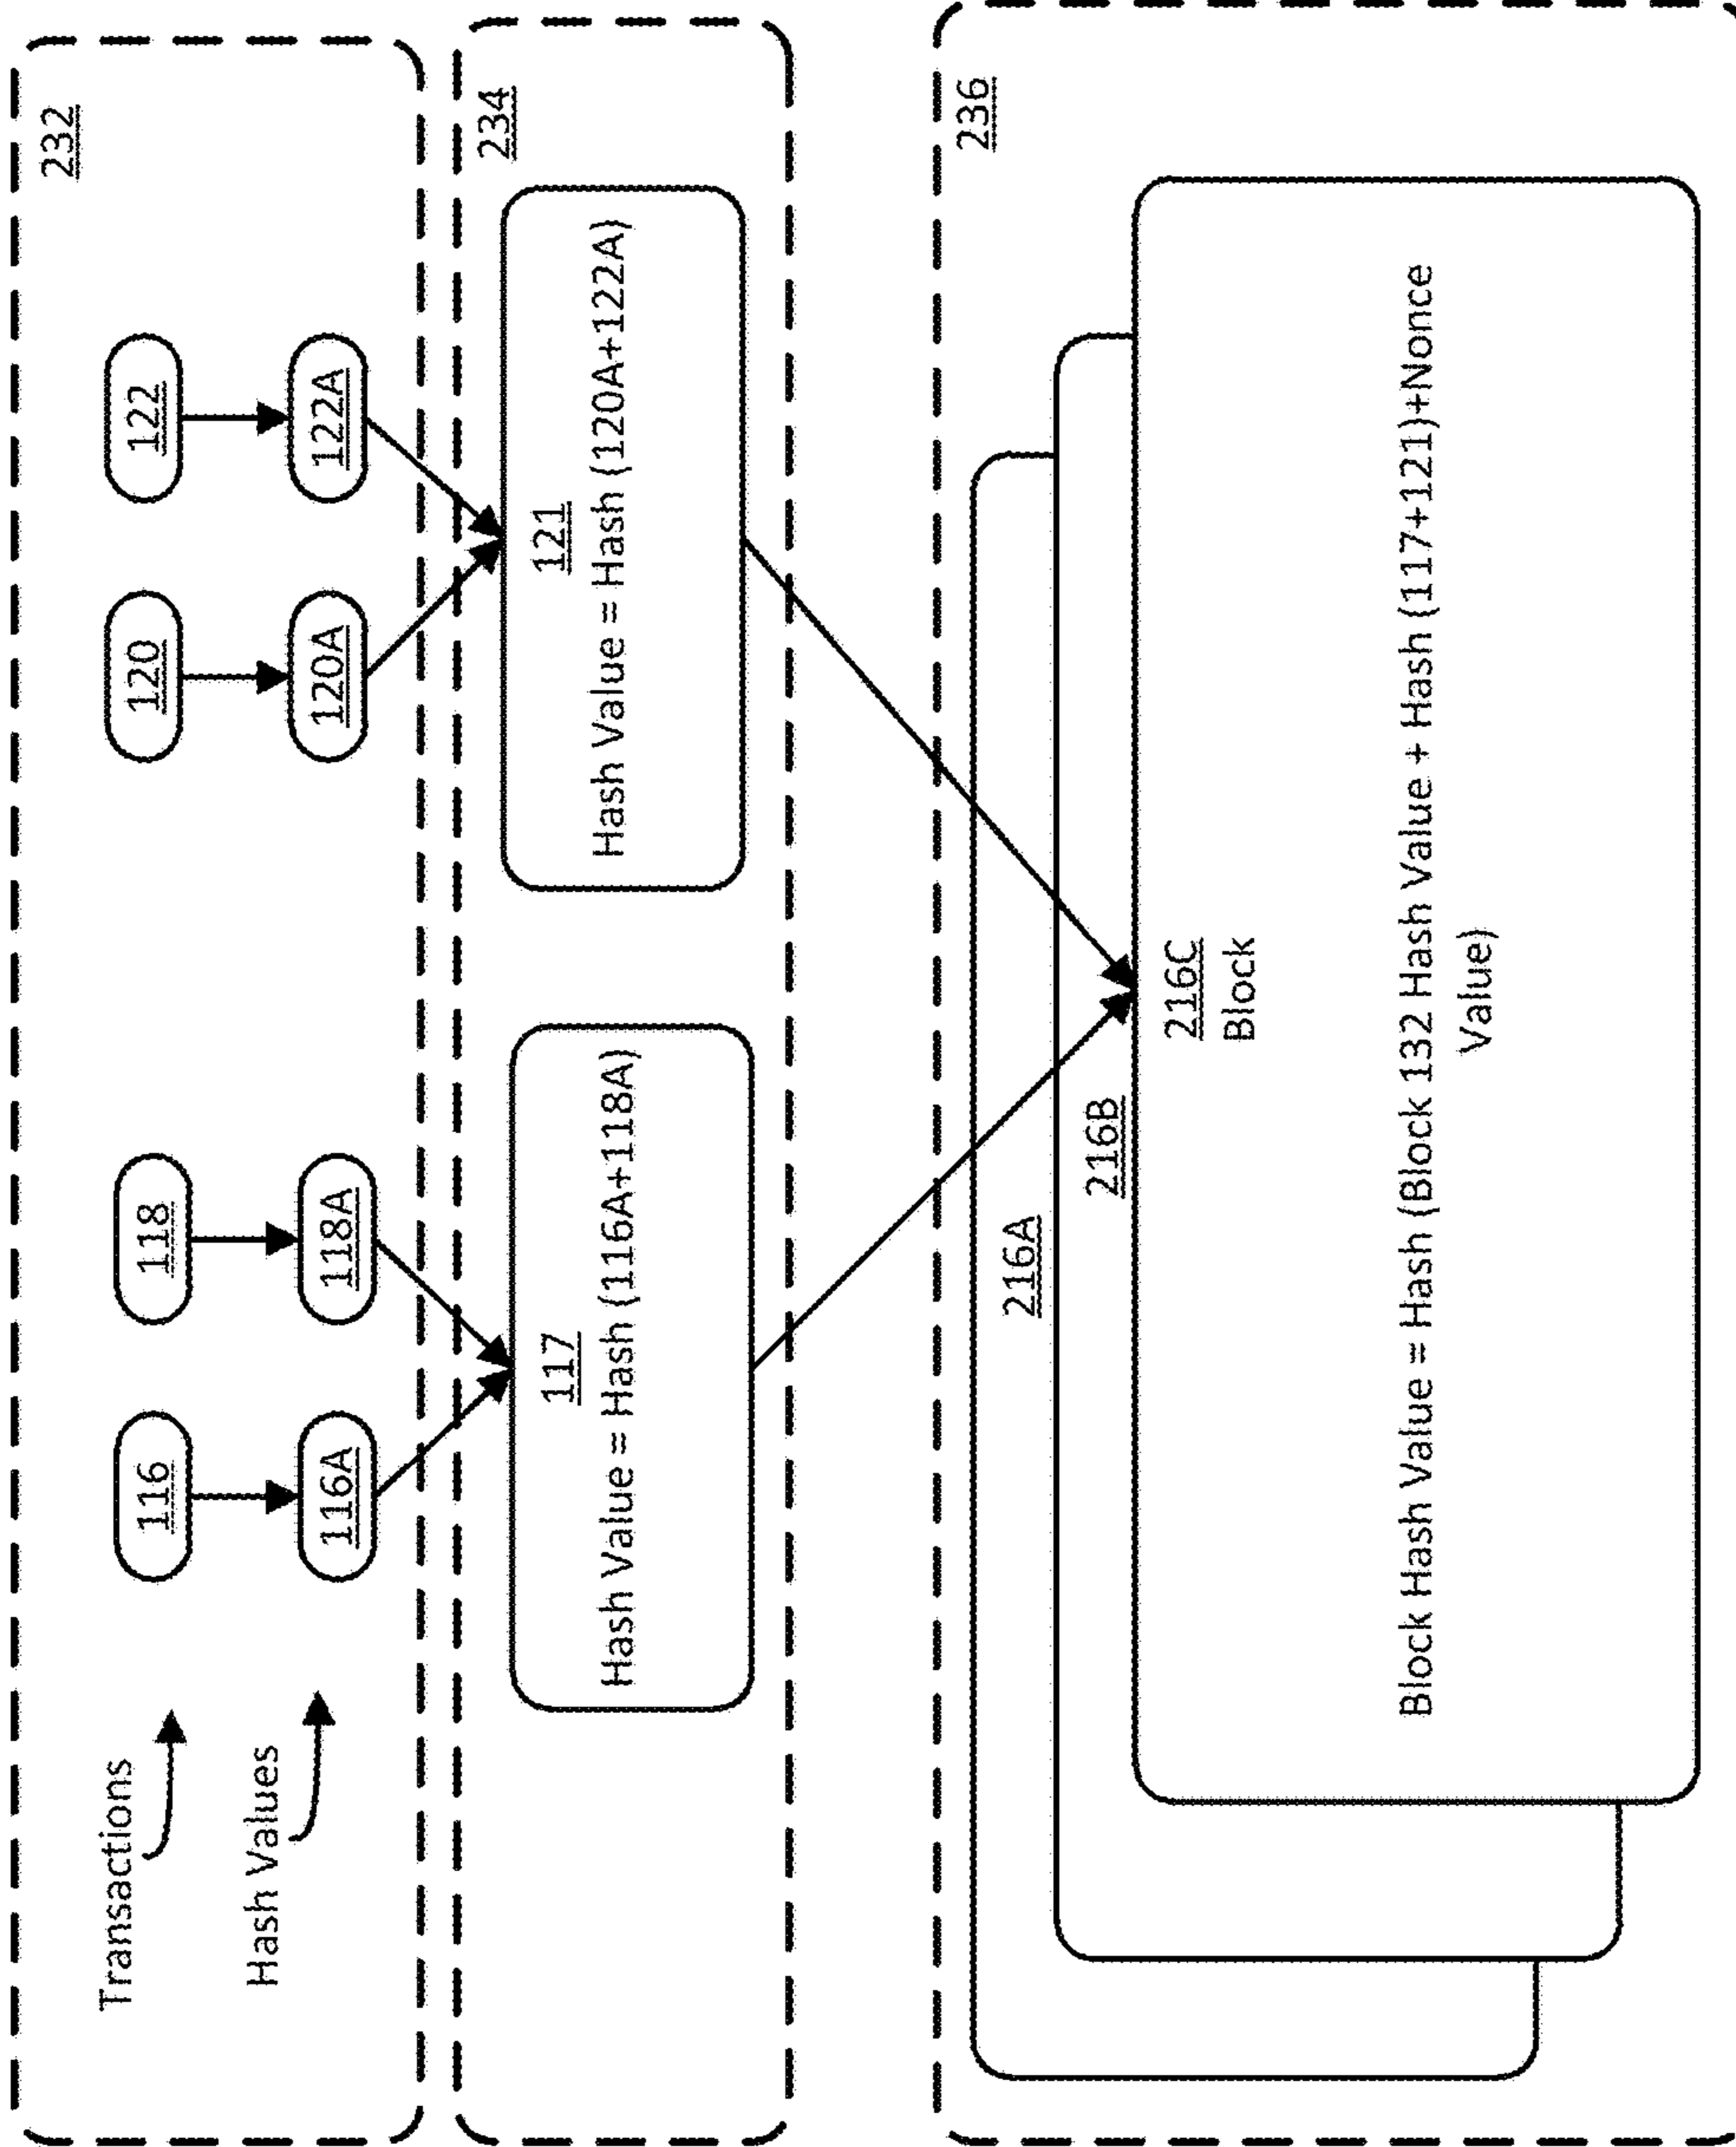 232
Transactions
116
118
120
122
Hash Values
116A
118A
120A
122A
234
117
Hash Value = Hash (116A+118A)
121
Hash Value = Hash (120A+122A)
236
216A
216B
216C
Block
Block Hash Value = Hash (Block 132 Hash Value + Hash (117+121)+Nonce
Value)